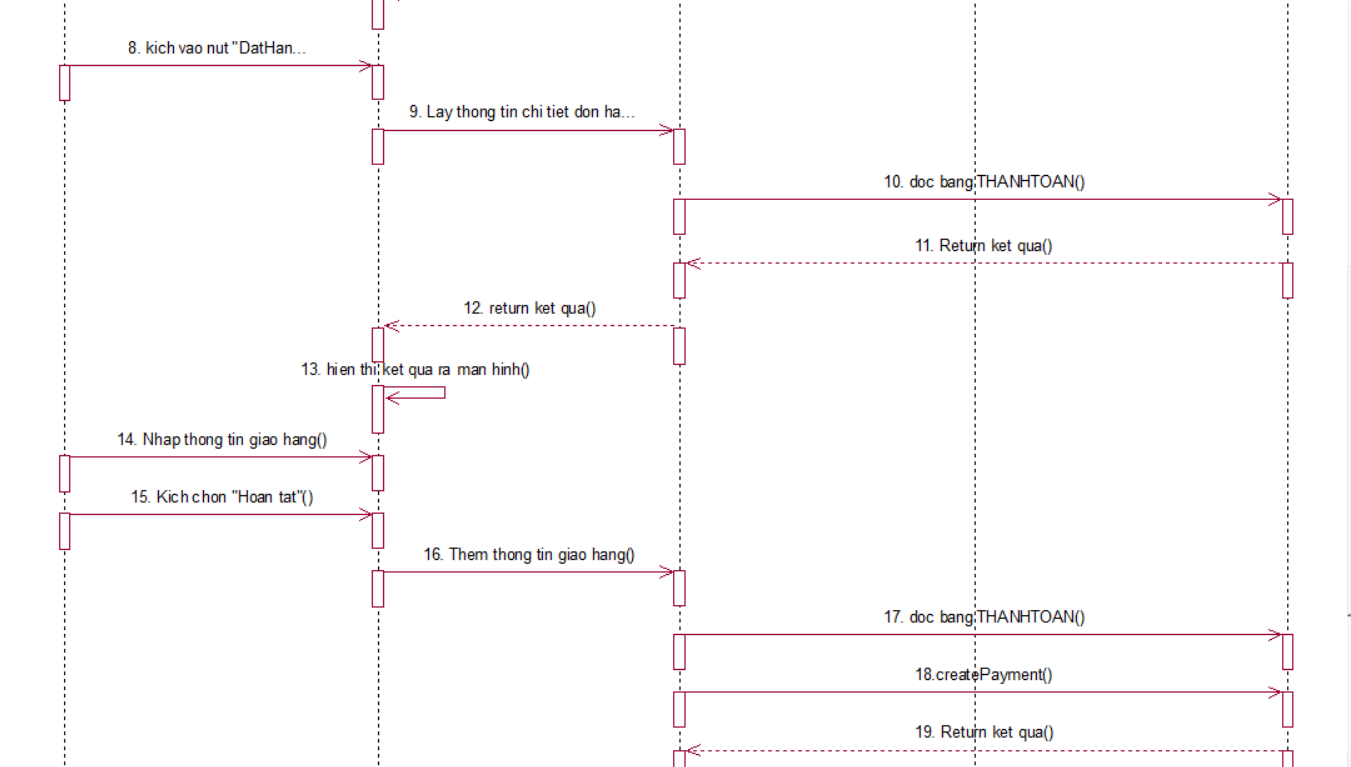 8. kich vao nut "DatHan...
9. Lay thong tin chi tiet don ha...
10. doc bang THANHTOAN()
11. Return ket qua()
12. return ket qua()
13. hien thi ket qua ra man hinh()
14. Nhap thong tin giao hang()
15. Kich chon "Hoan tat"()
16. Them thong tin giao hang()
17. doc bang THANHTOAN()
18.createPayment()
19. Return ket qua()